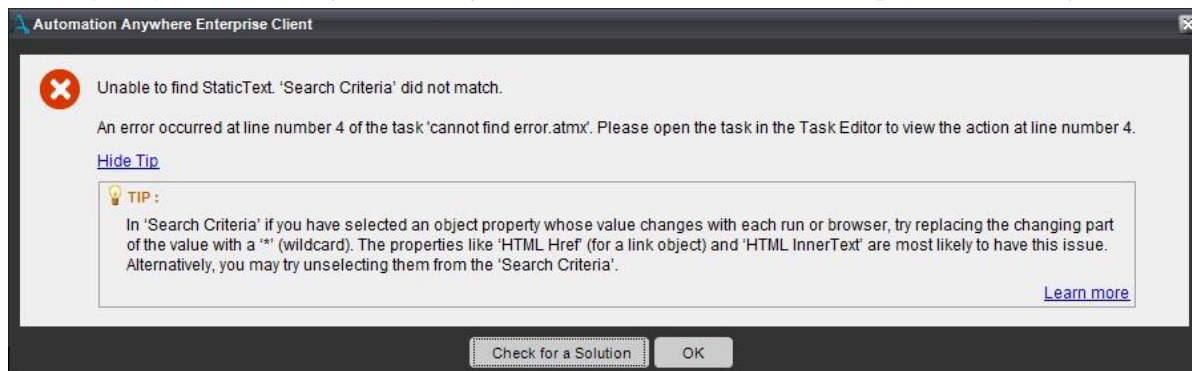 Automation Anywhere Enterprise Client
Unable to find StaticText. ‘Search Criteria’ did not match.
An error occurred at line number 4 of the task 'cannot find error.atmx'. Please open the task in the Task Editor to view the action at line number 4.
Hide Tip
TIP :
In ‘Search Criteria’ if you have selected an object property whose value changes with each run or browser, try replacing the changing part
of the value with a ‘*’ (wildcard). The properties like ‘HTML Href’ (for a link object) and ‘HTML InnerText’ are most likely to have this issue.
Alternatively, you may try unselecting them from the ‘Search Criteria’.
Learn more
Check for a Solution OK